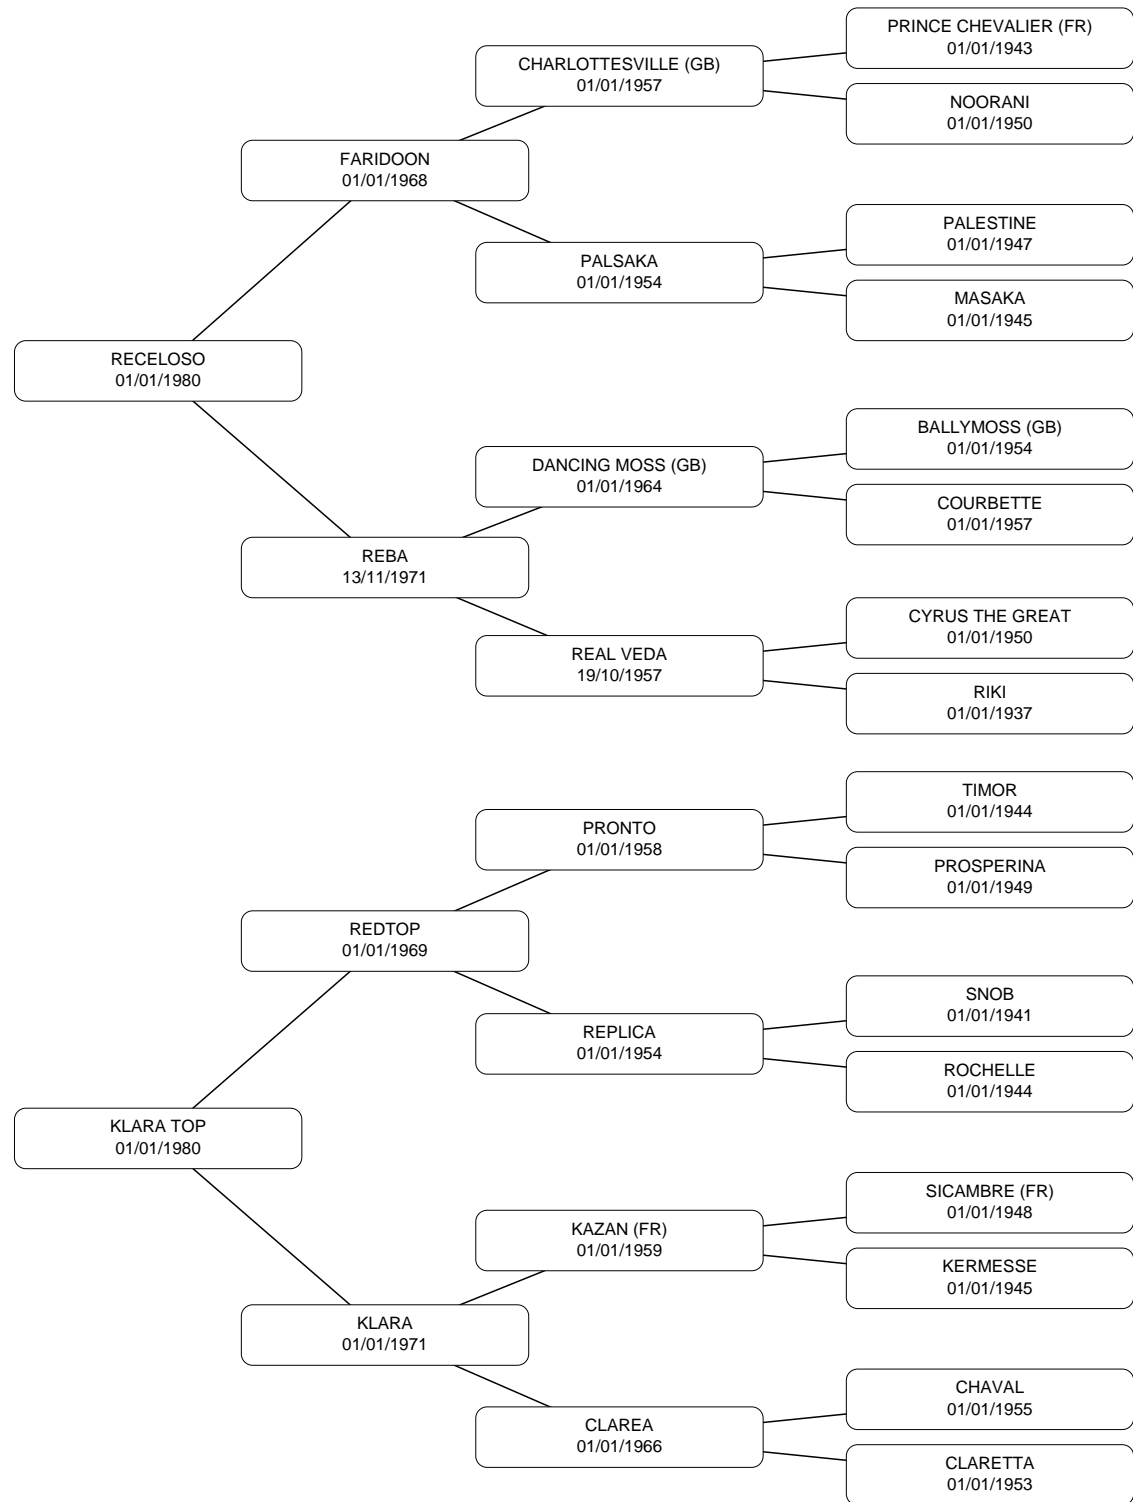 PRINCE CHEVALIER (FR)
01/01/1943
CHARLOTTESVILLE (GB)
01/01/1957
NOORANI
01/01/1950
FARIDOON
01/01/1968
PALESTINE
01/01/1947
PALSAKA
01/01/1954
MASAKA
01/01/1945
RECELOSO
01/01/1980
BALLYMOSS (GB)
01/01/1954
DANCING MOSS (GB)
01/01/1964
COURBETTE
01/01/1957
REBA
13/11/1971
CYRUS THE GREAT
01/01/1950
REAL VEDA
19/10/1957
RIKI
01/01/1937
TIMOR
01/01/1944
PRONTO
01/01/1958
PROSPERINA
01/01/1949
REDTOP
01/01/1969
SNOB
01/01/1941
REPLICA
01/01/1954
ROCHELLE
01/01/1944
KLARA TOP
01/01/1980
SICAMBRE (FR)
01/01/1948
KAZAN (FR)
01/01/1959
KERMESSE
01/01/1945
KLARA
01/01/1971
CHAVAL
01/01/1955
CLAREA
01/01/1966
CLARETTA
01/01/1953